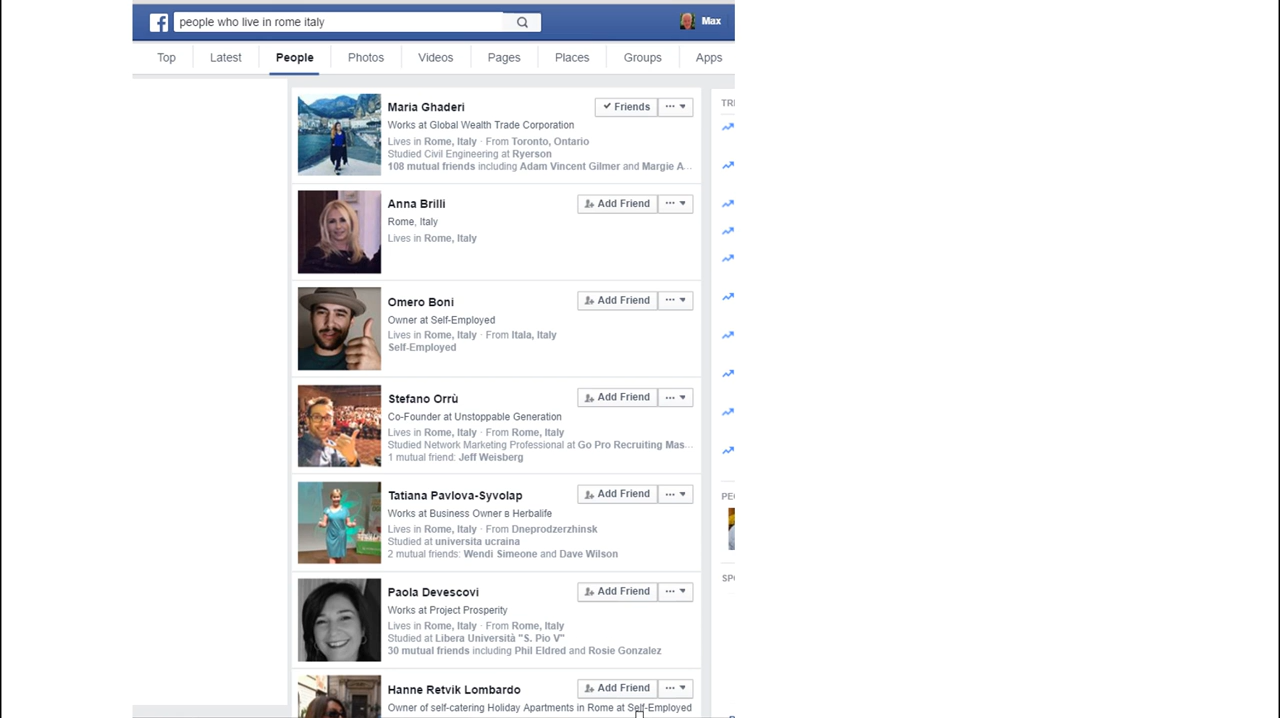 people who live in rome italy
Max
Top Latest People Photos Videos Pages Places Groups Apps
Maria Ghaderi
Friends
Works at Global Wealth Trade Corporation
Lives in Rome, Italy · From Toronto, Ontario
Studied Civil Engineering at Ryerson
108 mutual friends including Adam Vincent Gilmer and Margie A...
Anna Brilli
Add Friend
Rome, Italy
Lives in Rome, Italy
Omero Boni
Add Friend
Owner at Self-Employed
Lives in Rome, Italy · From Itala, Italy
Self-Employed
Stefano Orrù
Add Friend
Co-Founder at Unstoppable Generation
Lives in Rome, Italy · From Rome, Italy
Studied Network Marketing Professional at Go Pro Recruiting Mas...
1 mutual friend: Jeff Weisberg
Tatiana Pavlova-Syvolap
Add Friend
Works at Business Owner в Herbalife
Lives in Rome, Italy · From Dneprodzerzhinsk
Studied at universita ucraina
2 mutual friends: Wendi Simeone and Dave Wilson
Paola Devescovi
Add Friend
Works at Project Prosperity
Lives in Rome, Italy · From Rome, Italy
Studied at Libera Università "S. Pio V"
30 mutual friends including Phil Eldred and Rosie Gonzalez
Hanne Retvik Lombardo
Add Friend
Owner of self-catering Holiday Apartments in Rome at Self-Employed